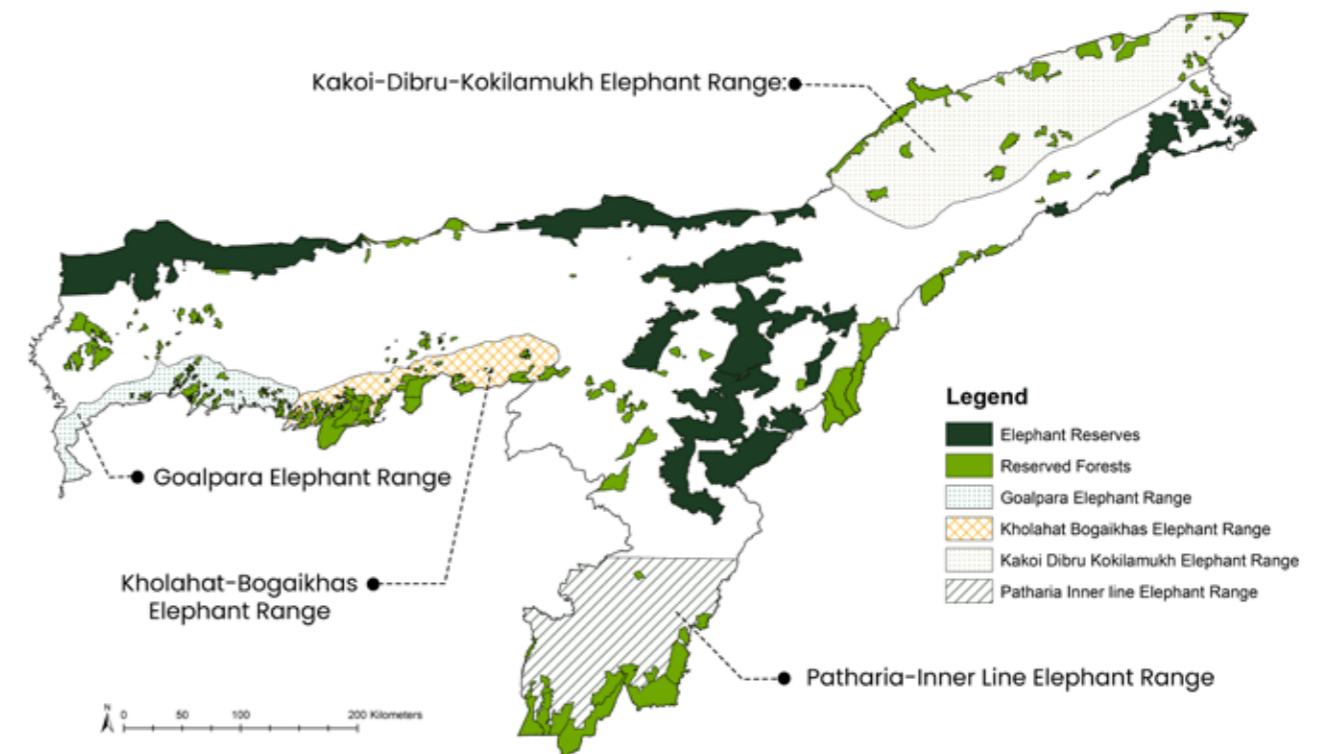 Kakoi-Dibru-Kokilamukh Elephant Range:
Goalpara Elephant Range
Kholahat-Bogaikhas
Elephant Range
Patharia-Inner Line Elephant Range
Legend
Elephant Reserves
Reserved Forests
Goalpara Elephant Range
Kholahat Bogaikhas Elephant Range
Kakoi Dibru Kokilamukh Elephant Range
Patharia Inner line Elephant Range
N
0 50 100 200 Kilometers